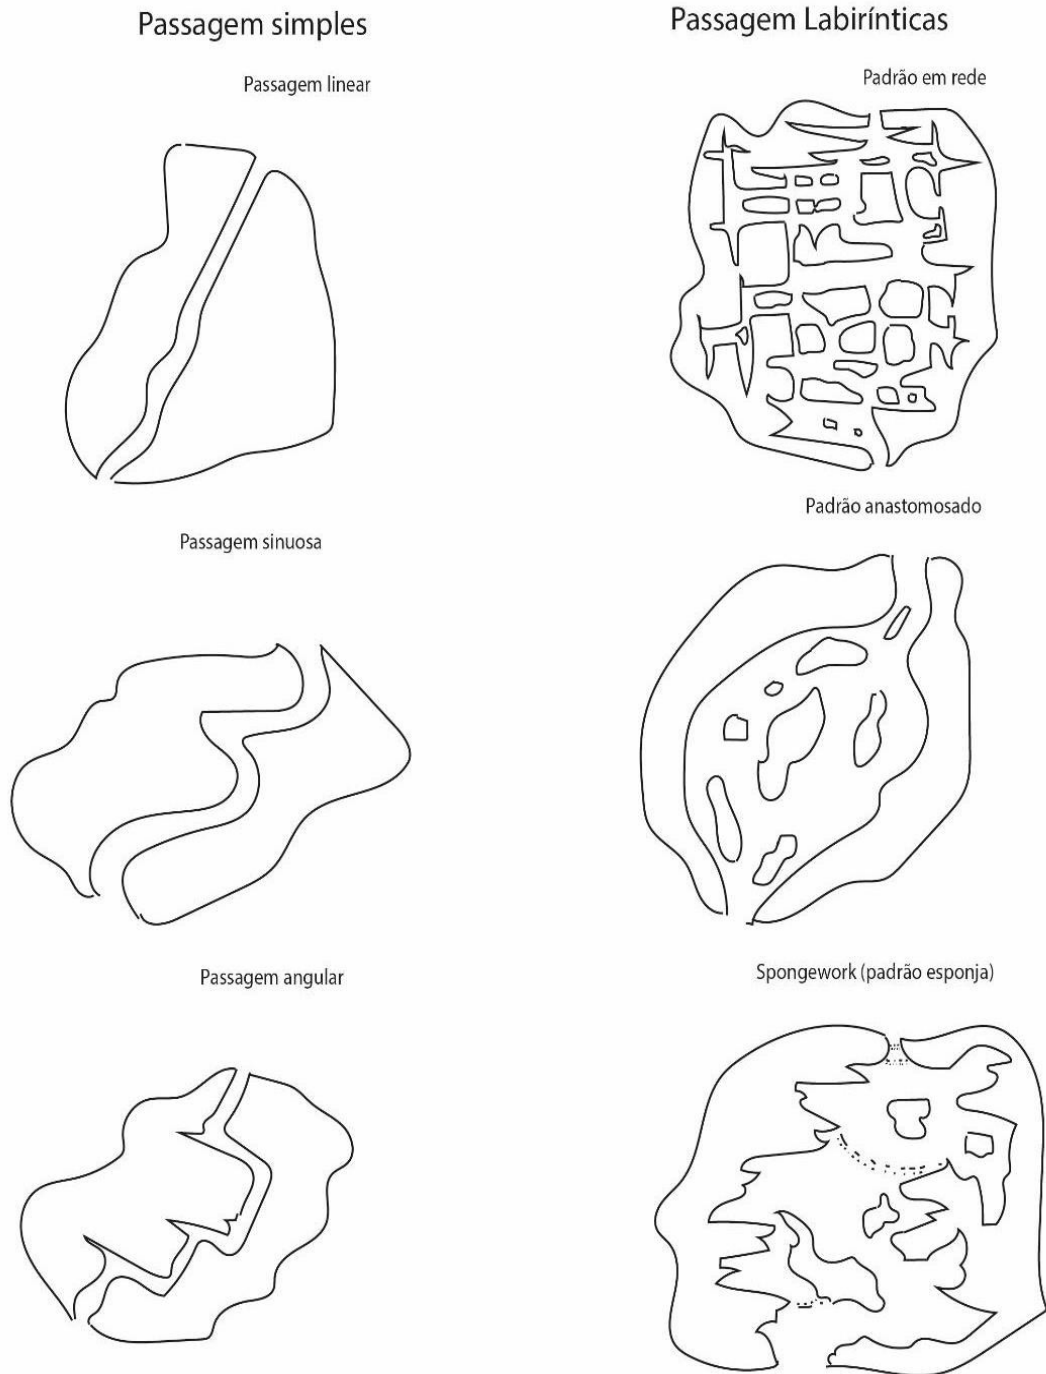 Passagem simples
Passagem linear
Passagem sinuosa
Passagem angular
Passagem Labirínticas
Padrão em rede
Padrão anastomosado
Spongework (padrão esponja)